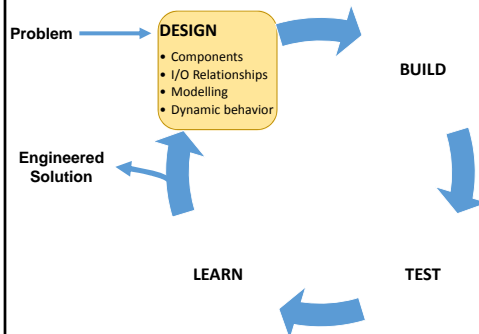 Problem
DESIGN
• Components
• I/O Relationships
• Modelling
• Dynamic behavior
BUILD
Engineered
Solution
LEARN
TEST